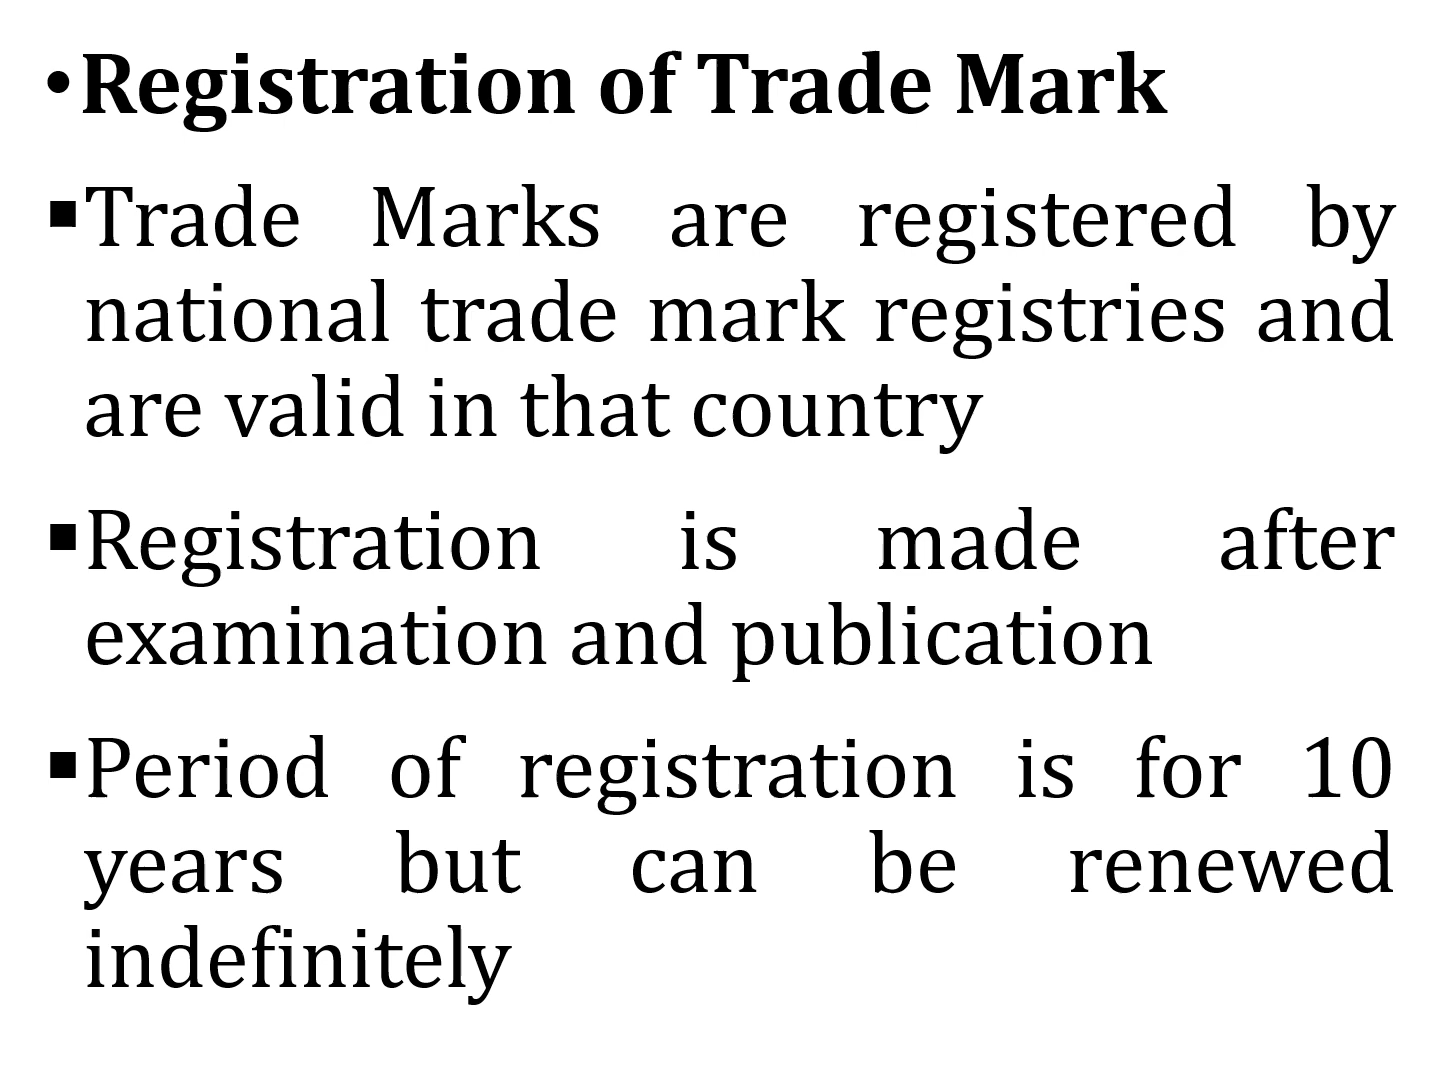 •Registration of Trade Mark
▪Trade Marks are registered by
national trade mark registries and
are valid in that country
▪Registration is made after
examination and publication
▪Period of registration is for 10
years but can be renewed
indefinitely